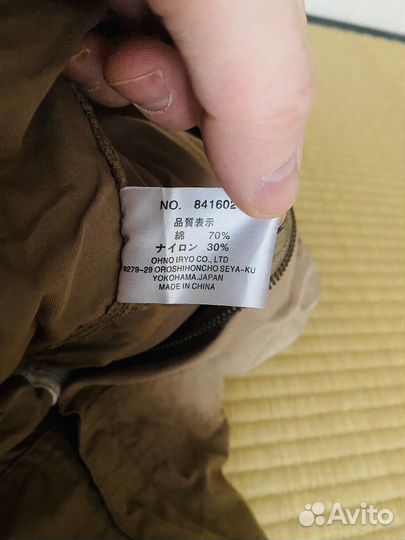 NO. 841602
品質表示
綿 70%
ナイロン 30%
OHNO IRYO CO., LTD
9279-29 OROSHIHONCHO SEYA-KU
YOKOHAMA.JAPAN
MADE IN CHINA
Avito